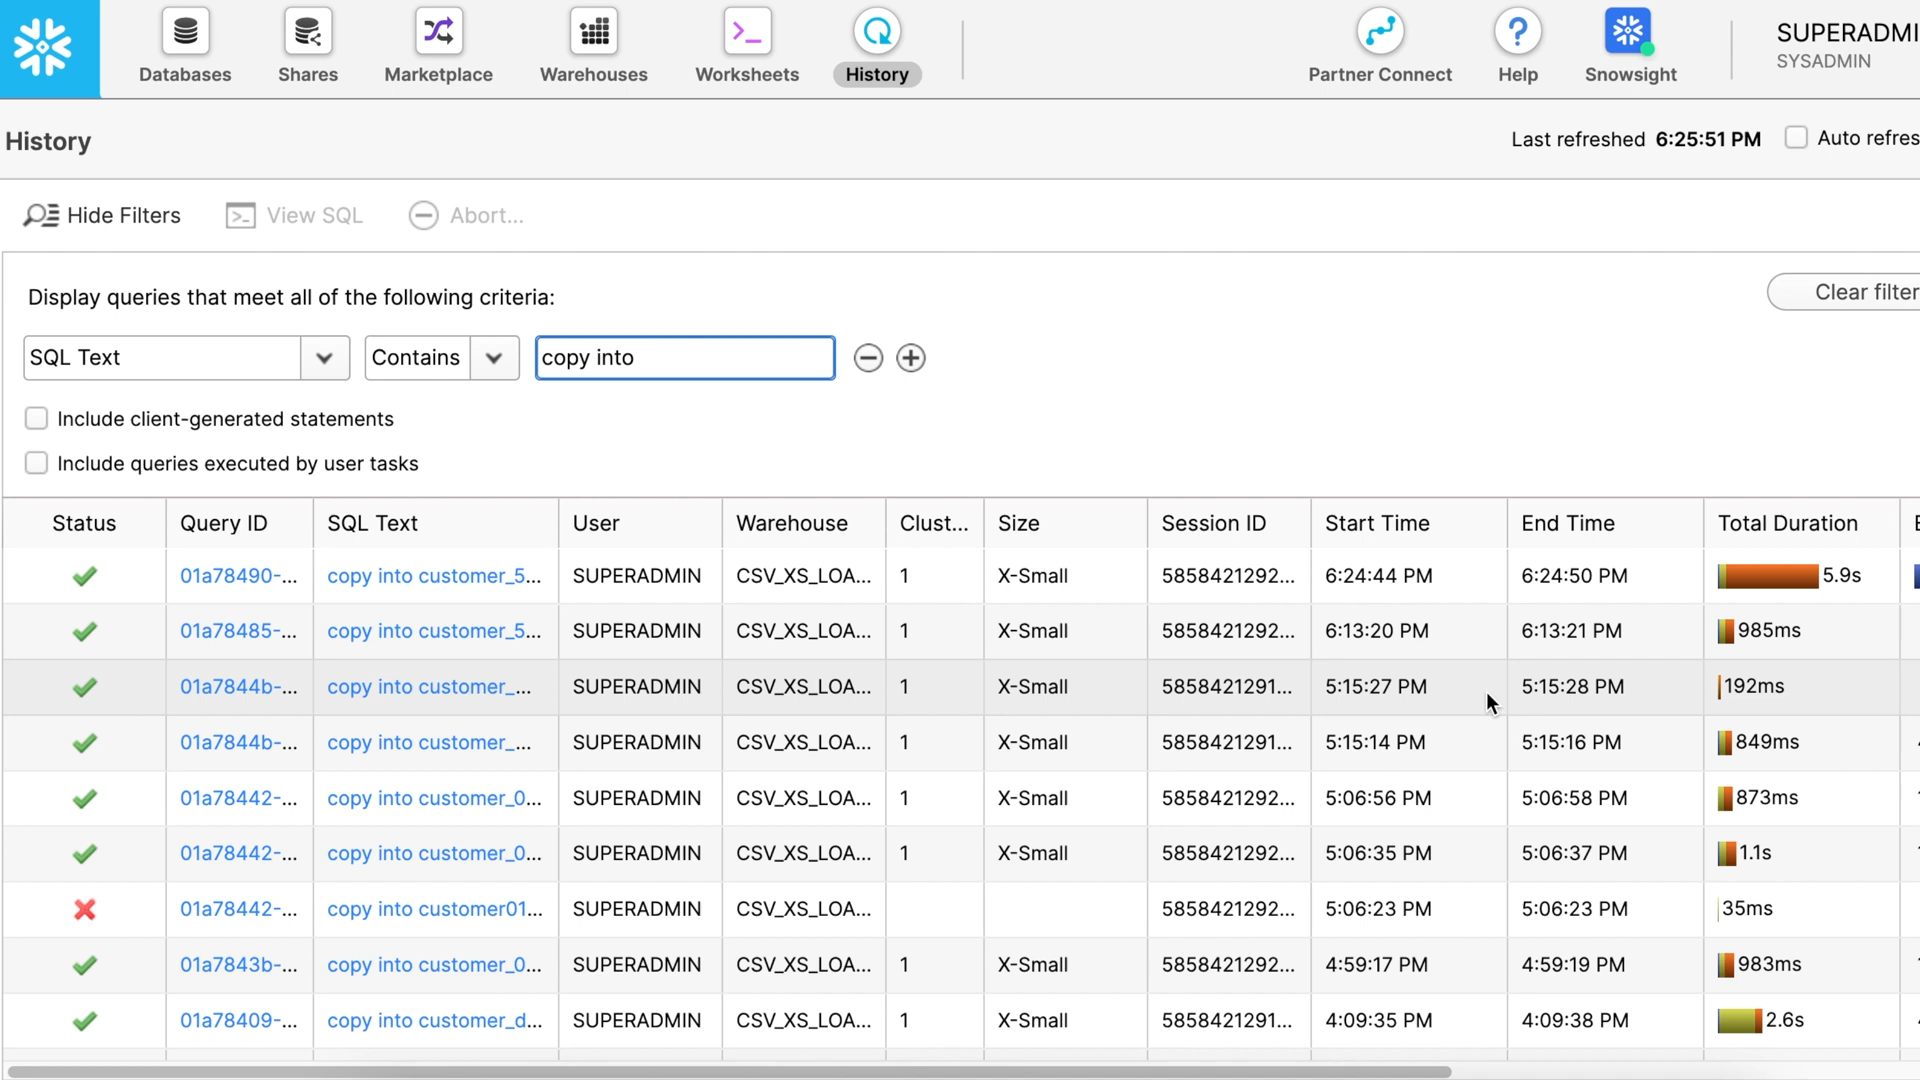 Databases
Shares
Marketplace
Warehouses
Worksheets
History
Partner Connect
Help
Snowsight
SUPERADMI
SYSADMIN
History
Last refreshed 6:25:51 PM
Auto refres
Hide Filters
View SQL
Abort...
Display queries that meet all of the following criteria:
Clear filter
SQL Text Contains copy into
Include client-generated statements
Include queries executed by user tasks
Status Query ID SQL Text User Warehouse Clust... Size Session ID Start Time End Time Total Duration
01a78490-... copy into customer_5... SUPERADMIN CSV_XS_LOA... 1 X-Small 5858421292... 6:24:44 PM 6:24:50 PM 5.9s
01a78485-... copy into customer_5... SUPERADMIN CSV_XS_LOA... 1 X-Small 5858421292... 6:13:20 PM 6:13:21 PM 985ms
01a7844b-... copy into customer_... SUPERADMIN CSV_XS_LOA... 1 X-Small 5858421291... 5:15:27 PM 5:15:28 PM 192ms
01a7844b-... copy into customer_... SUPERADMIN CSV_XS_LOA... 1 X-Small 5858421291... 5:15:14 PM 5:15:16 PM 849ms
01a78442-... copy into customer_0... SUPERADMIN CSV_XS_LOA... 1 X-Small 5858421292... 5:06:56 PM 5:06:58 PM 873ms
01a78442-... copy into customer_0... SUPERADMIN CSV_XS_LOA... 1 X-Small 5858421292... 5:06:35 PM 5:06:37 PM 1.1s
01a78442-... copy into customer01... SUPERADMIN CSV_XS_LOA... 5858421292... 5:06:23 PM 5:06:23 PM 35ms
01a7843b-... copy into customer_0... SUPERADMIN CSV_XS_LOA... 1 X-Small 5858421292... 4:59:17 PM 4:59:19 PM 983ms
01a78409-... copy into customer_d... SUPERADMIN CSV_XS_LOA... 1 X-Small 5858421291... 4:09:35 PM 4:09:38 PM 2.6s